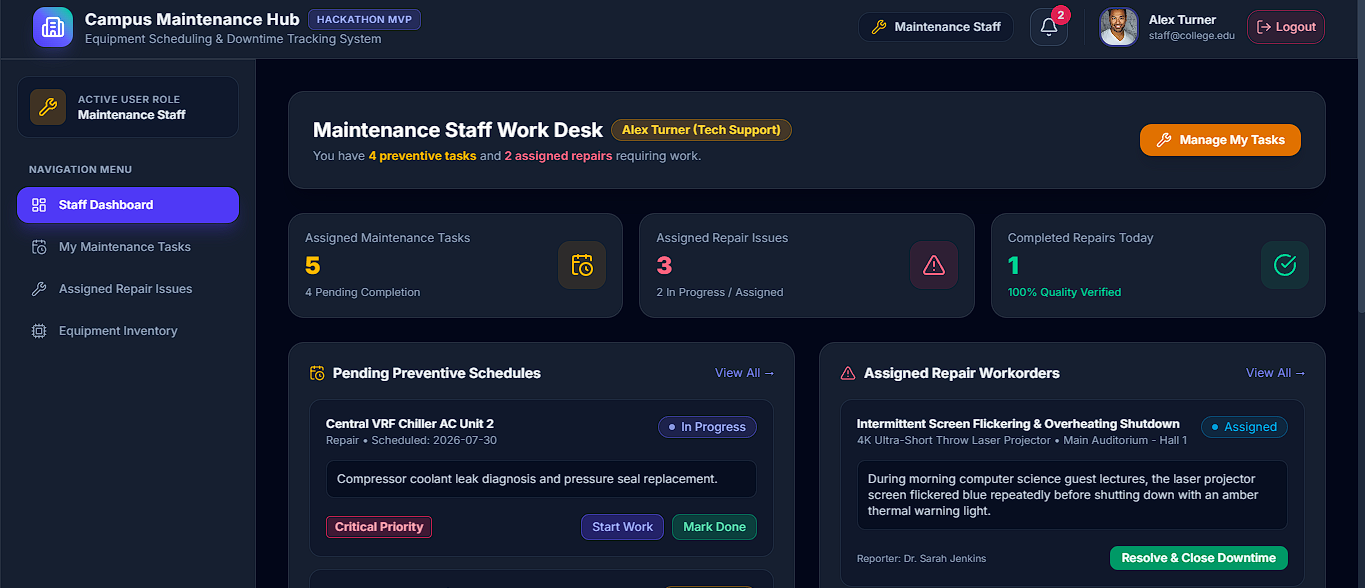 Campus Maintenance Hub HACKATHON MVP
Equipment Scheduling & Downtime Tracking System
Maintenance Staff
2
Alex Turner
staff@college.edu
Logout
ACTIVE USER ROLE
Maintenance Staff
NAVIGATION MENU
Staff Dashboard
My Maintenance Tasks
Assigned Repair Issues
Equipment Inventory
Maintenance Staff Work Desk Alex Turner (Tech Support)
You have 4 preventive tasks and 2 assigned repairs requiring work.
Manage My Tasks
Assigned Maintenance Tasks
5
4 Pending Completion
Assigned Repair Issues
3
2 In Progress / Assigned
Completed Repairs Today
1
100% Quality Verified
Pending Preventive Schedules
View All →
Central VRF Chiller AC Unit 2
Repair • Scheduled: 2026-07-30
In Progress
Compressor coolant leak diagnosis and pressure seal replacement.
Critical Priority
Start Work
Mark Done
Assigned Repair Workorders
View All →
Intermittent Screen Flickering & Overheating Shutdown
4K Ultra-Short Throw Laser Projector • Main Auditorium - Hall 1
Assigned
During morning computer science guest lectures, the laser projector
screen flickered blue repeatedly before shutting down with an amber
thermal warning light.
Reporter: Dr. Sarah Jenkins
Resolve & Close Downtime